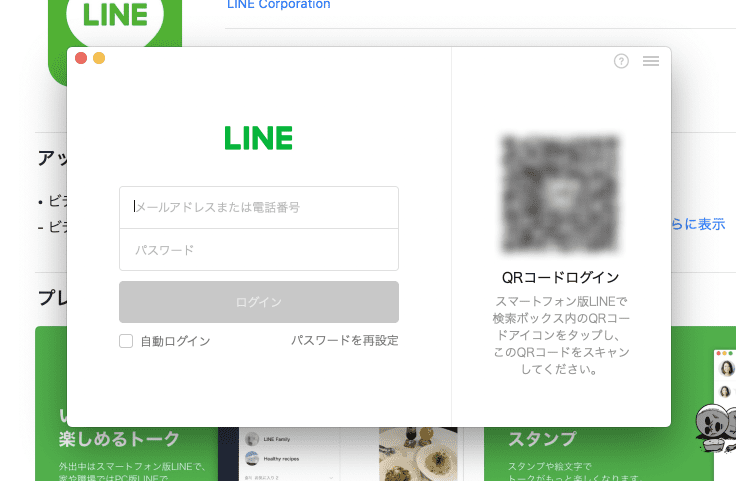 LINE
LINE Corporation
LINE
メールアドレスまたは電話番号
パスワード
ログイン
自動ログイン
パスワードを再設定
?
QRコードログイン
スマートフォン版LINEで
検索ボックス内のQRコー
ドアイコンをタップし、
このQRコードをスキャン
してください。
アッ
• ビラ
- ビラ
らに表示
プレ
楽しめるトーク
外出中はスマートフォン版LINEで、
家や職場ではPC版LINEで
LINE Family
Healthy recipes
スタンプ
スタンプや絵文字で
トークがもっと楽しくなります